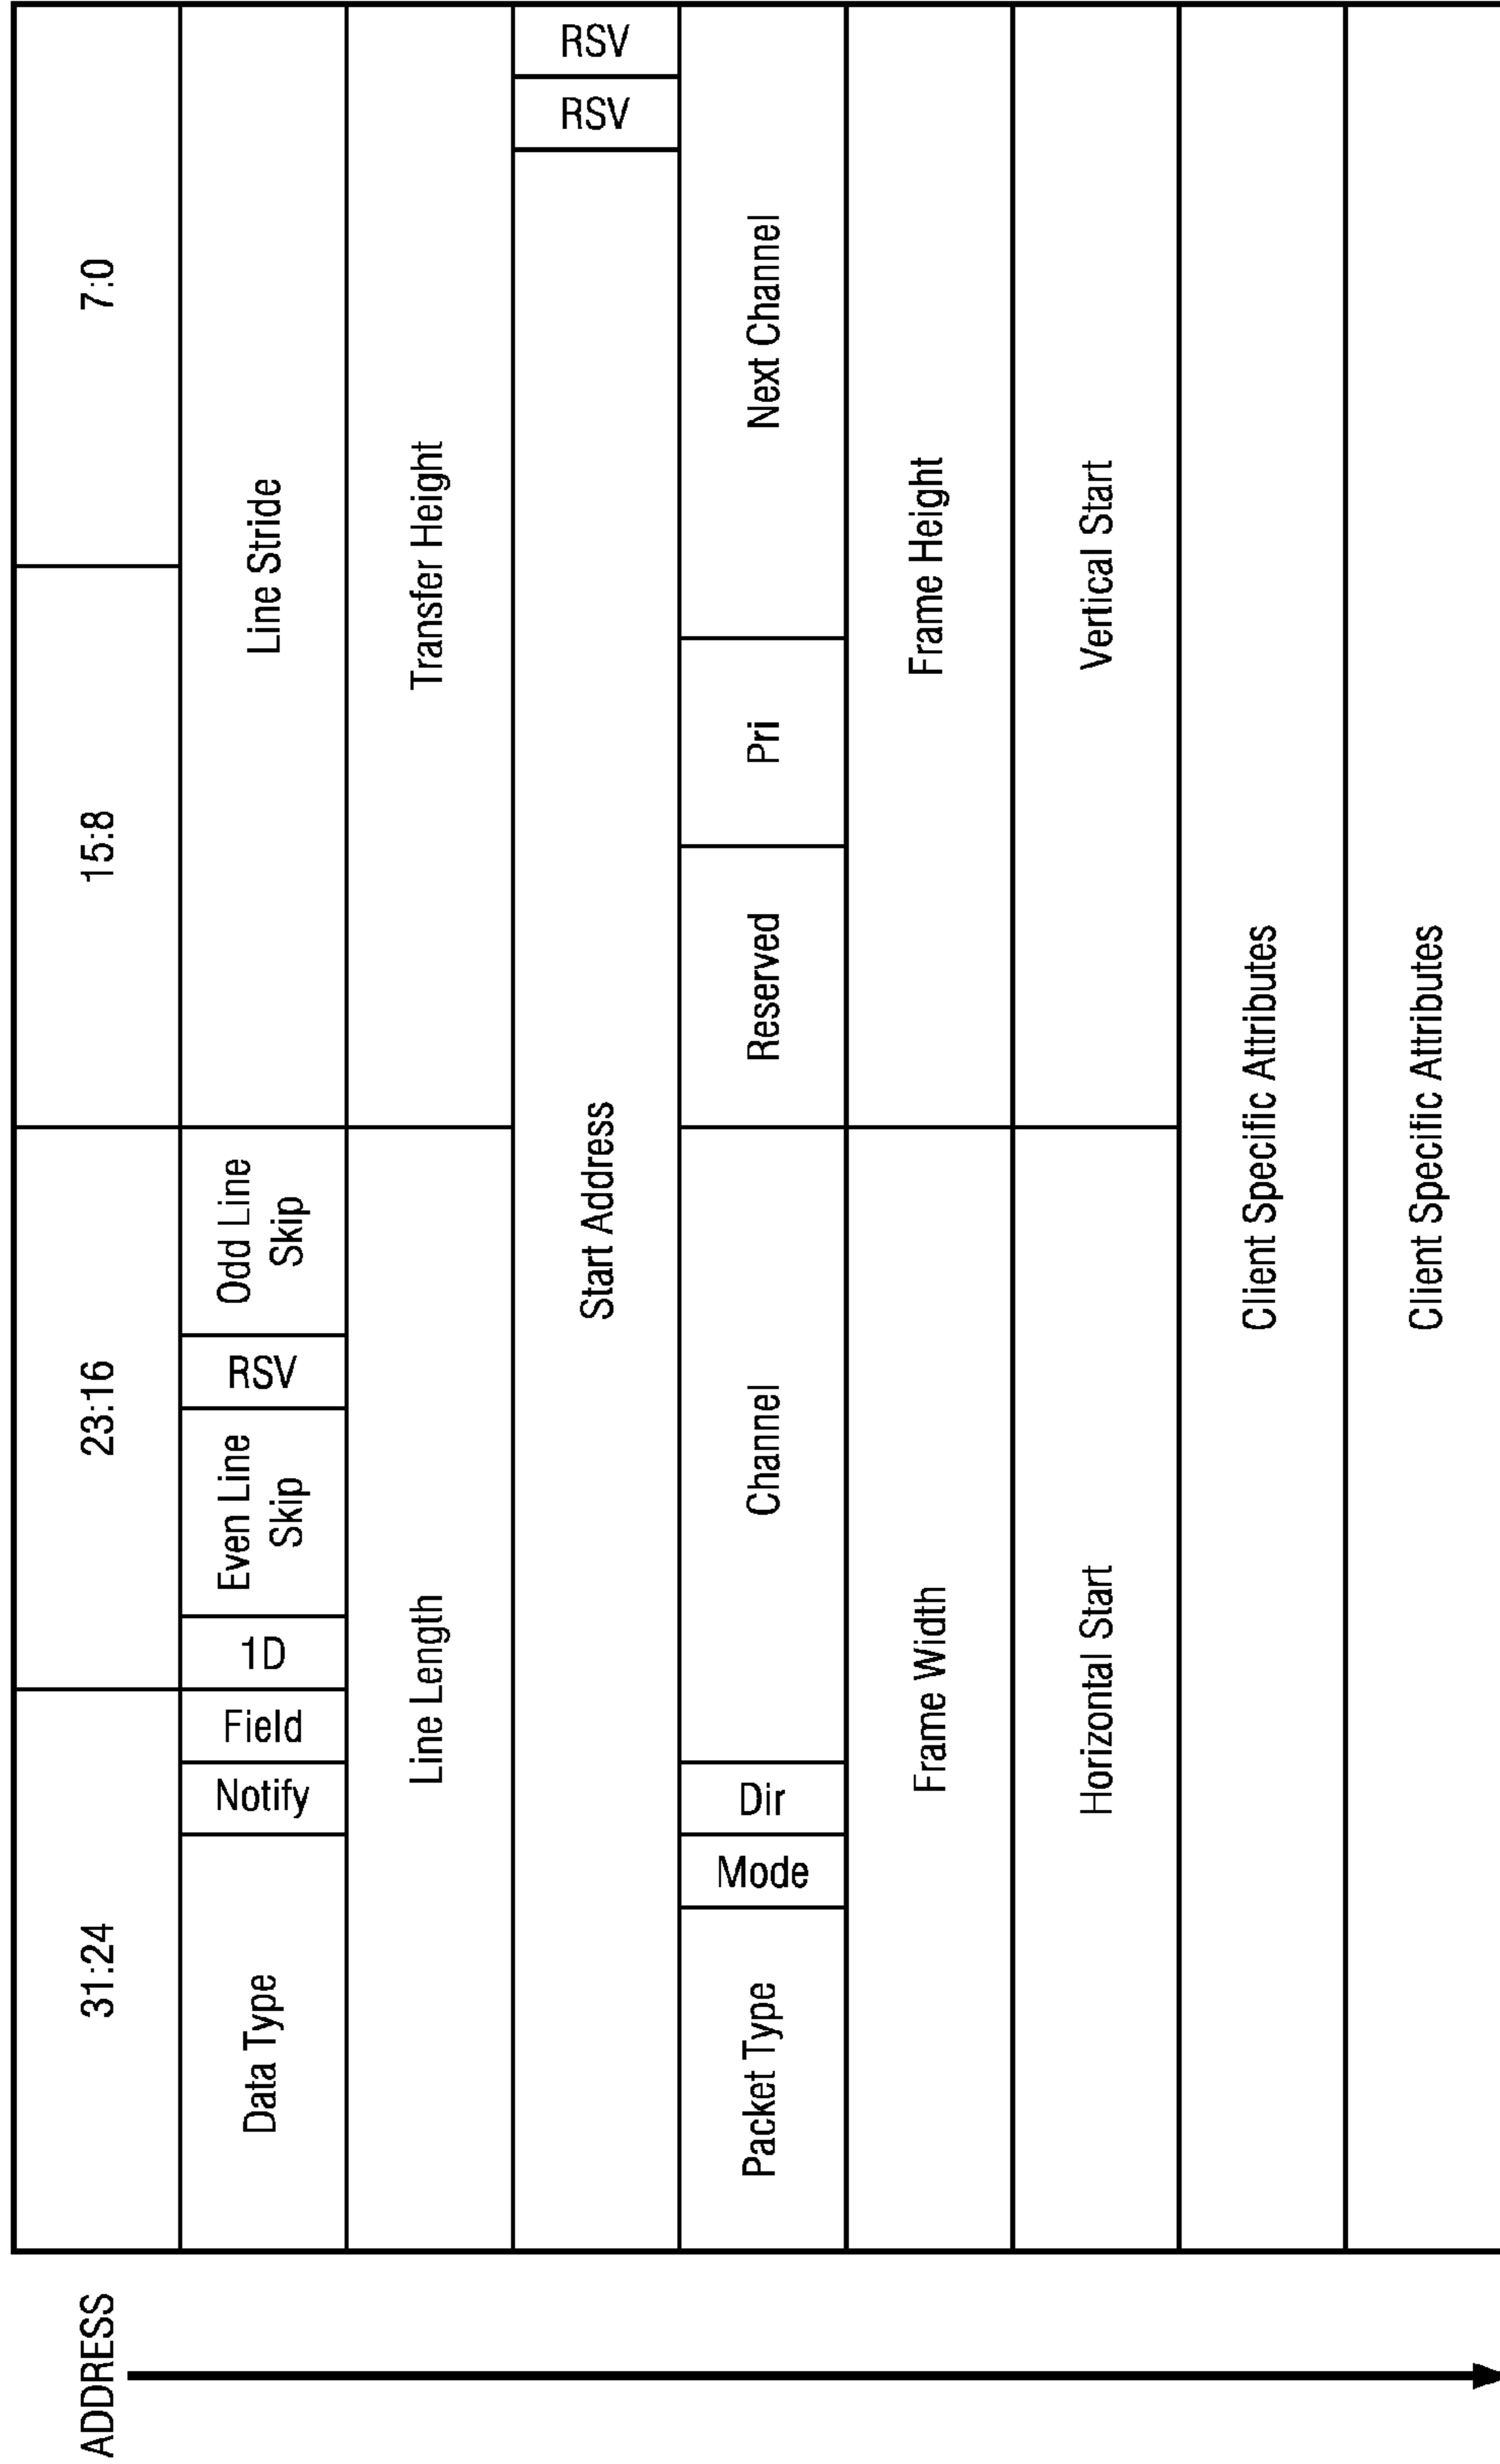 ADDRESS
31:24
23:16
15:8
7:0
Data Type
Notify
Field
1D
Even Line
Skip
RSV
Odd Line
Skip
Line Stride
Line Length
Transfer Height
Start Address
RSV
RSV
Packet Type
Mode
Dir
Channel
Reserved
Pri
Next Channel
Frame Width
Frame Height
Horizontal Start
Vertical Start
Client Specific Attributes
Client Specific Attributes